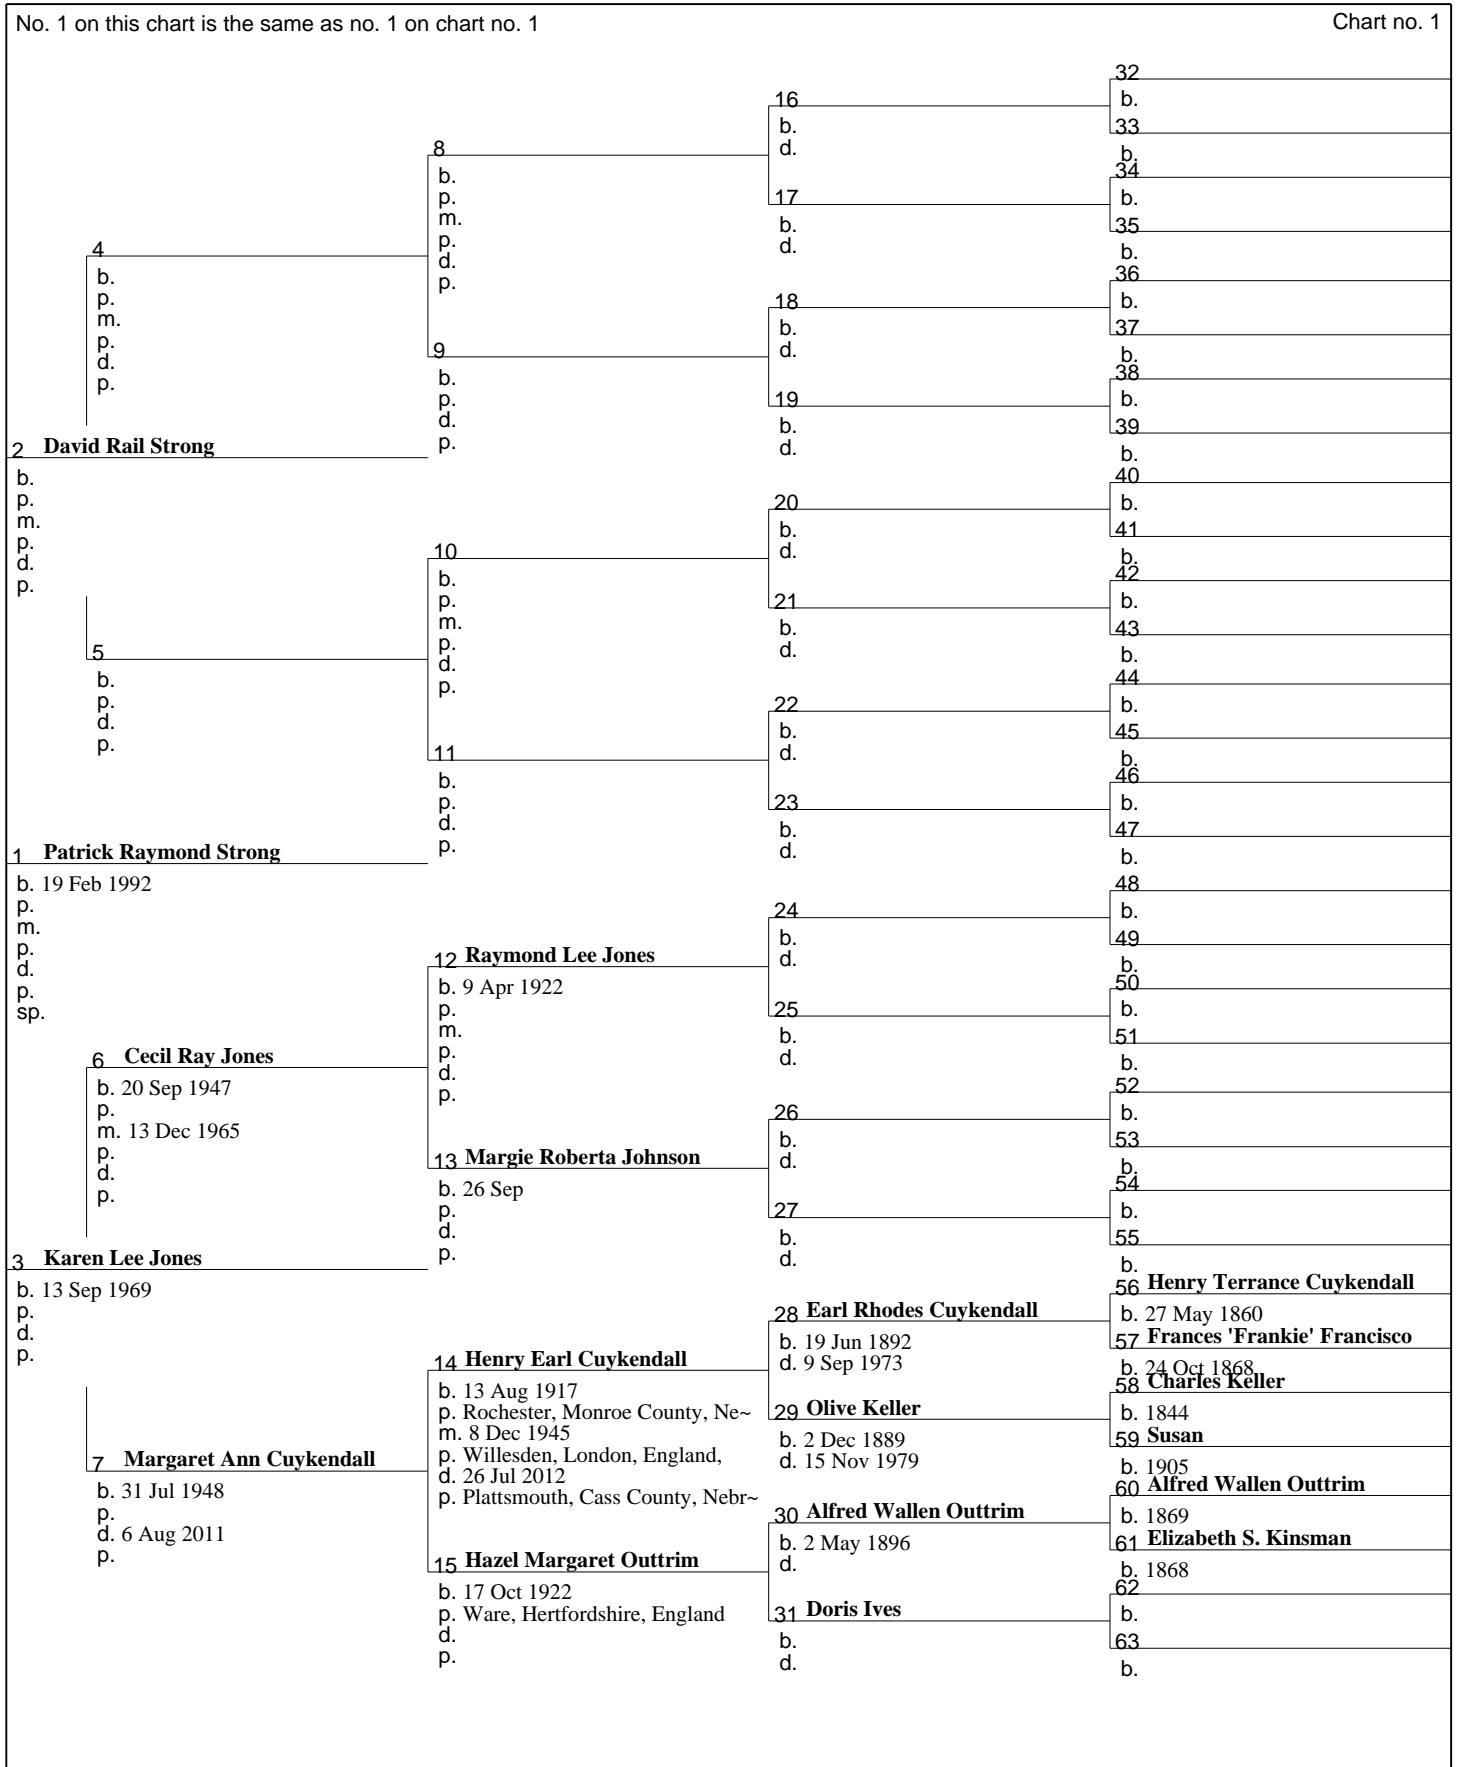 No. 1 on this chart is the same as no. 1 on chart no. 1
Chart no. 1
2 David Rail Strong
b.
p.
m.
p.
d.
p.
1 Patrick Raymond Strong
b. 19 Feb 1992
p.
m.
p.
d.
p.
sp.
3 Karen Lee Jones
b. 13 Sep 1969
p.
d.
p.
4
b.
p.
m.
p.
d.
p.
5
b.
p.
d.
p.
6 Cecil Ray Jones
b. 20 Sep 1947
p.
m. 13 Dec 1965
p.
d.
p.
7 Margaret Ann Cuykendall
b. 31 Jul 1948
p.
d. 6 Aug 2011
p.
8
b.
p.
m.
p.
d.
p.
9
b.
p.
d.
p.
10
b.
p.
m.
p.
d.
p.
11
b.
p.
d.
p.
12 Raymond Lee Jones
b. 9 Apr 1922
p.
m.
p.
d.
p.
13 Margie Roberta Johnson
b. 26 Sep
p.
d.
p.
14 Henry Earl Cuykendall
b. 13 Aug 1917
p. Rochester, Monroe County, Ne~
m. 8 Dec 1945
p. Willesden, London, England,
d. 26 Jul 2012
p. Plattsmouth, Cass County, Nebr~
15 Hazel Margaret Outtrim
b. 17 Oct 1922
p. Ware, Hertfordshire, England
d.
p.
16
b.
d.
17
b.
d.
18
b.
d.
19
b.
d.
20
b.
d.
21
b.
d.
22
b.
d.
23
b.
d.
24
b.
d.
25
b.
d.
26
b.
d.
27
b.
d.
28 Earl Rhodes Cuykendall
b. 19 Jun 1892
d. 9 Sep 1973
29 Olive Keller
b. 2 Dec 1889
d. 15 Nov 1979
30 Alfred Wallen Outtrim
b. 2 May 1896
d.
31 Doris Ives
b.
d.
32
b.
33
b.
34
b.
35
b.
36
b.
37
b.
38
b.
39
b.
40
b.
41
b.
42
b.
43
b.
44
b.
45
b.
46
b.
47
b.
48
b.
49
b.
50
b.
51
b.
52
b.
53
b.
54
b.
55
b.
56 Henry Terrance Cuykendall
b. 27 May 1860
57 Frances 'Frankie' Francisco
b. 24 Oct 1868
58 Charles Keller
b. 1844
59 Susan
b. 1905
60 Alfred Wallen Outtrim
b. 1869
61 Elizabeth S. Kinsman
b. 1868
62
b.
63
b.